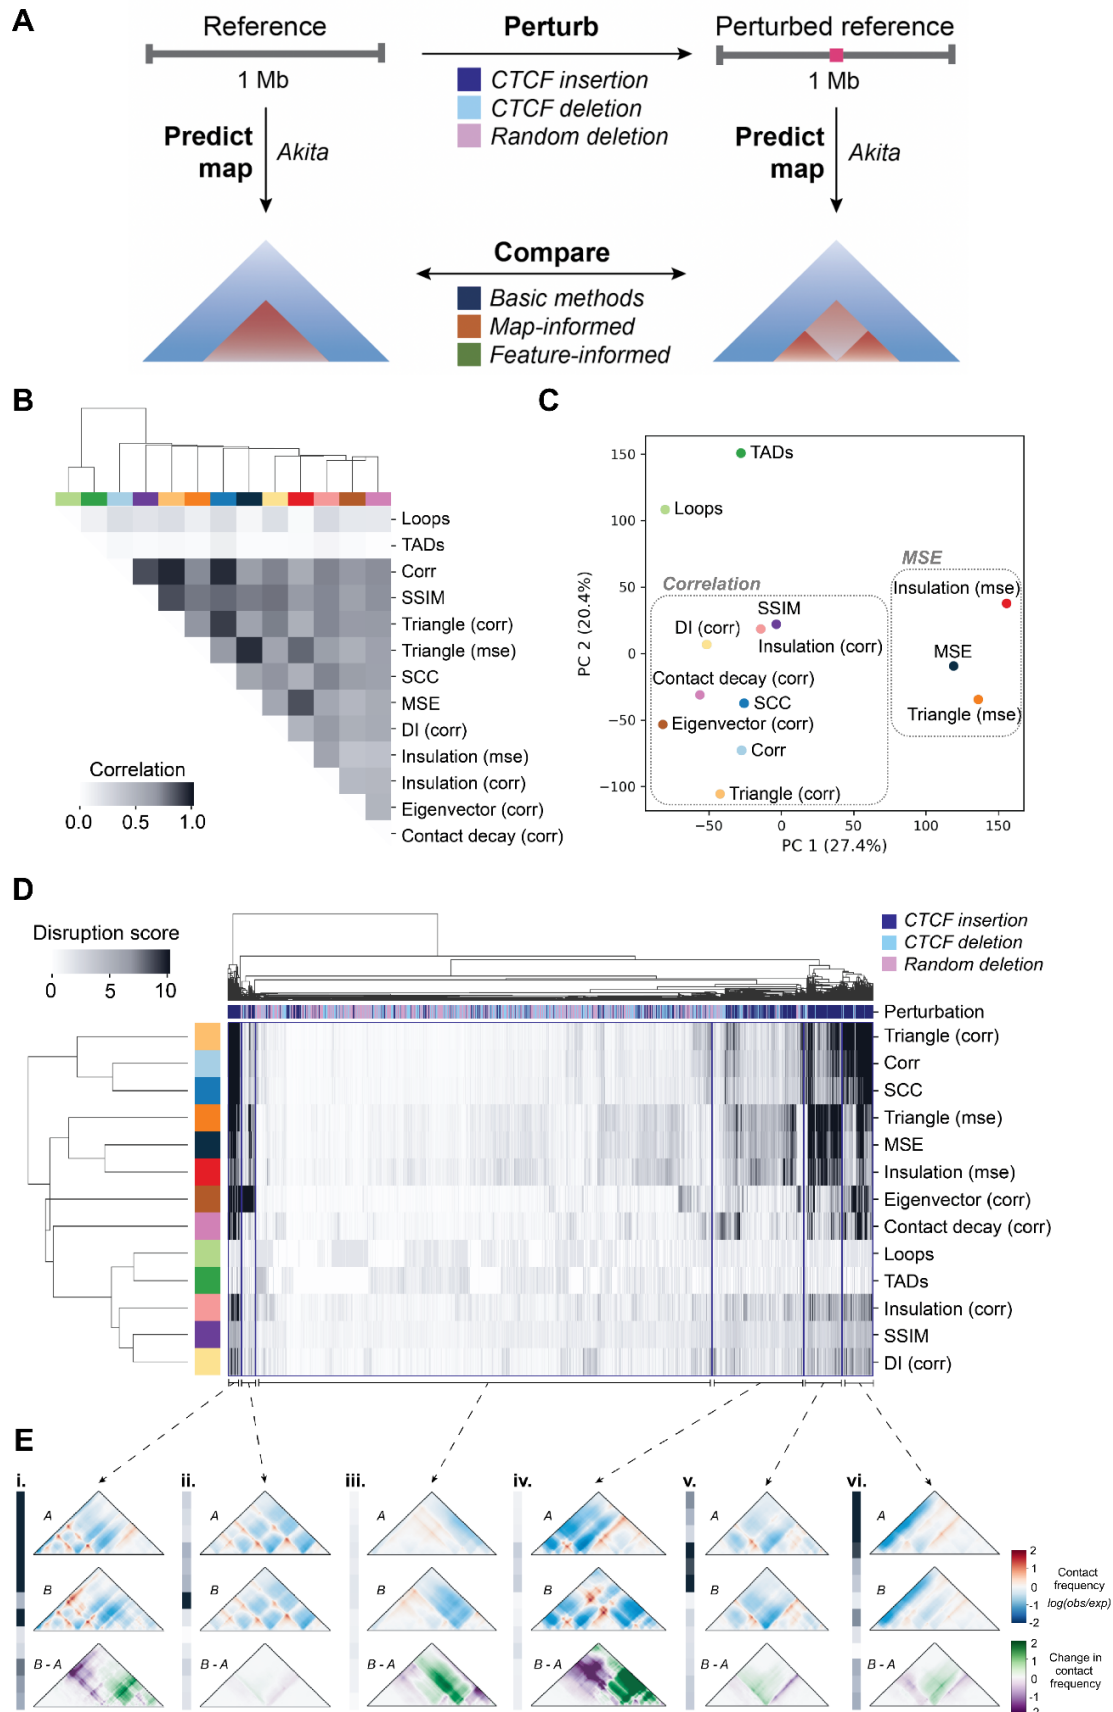 A
Reference
Perturb
Perturbed reference
1 Mb
CTCF insertion
CTCF deletion
Random deletion
1 Mb
Predict map
Akita
Predict map
Akita
Compare
Basic methods
Map-informed
Feature-informed
B
Loops
TADs
Corr
SSIM
Triangle (corr)
Triangle (mse)
SCC
MSE
DI (corr)
Insulation (mse)
Insulation (corr)
Eigenvector (corr)
Contact decay (corr)
Correlation
0.0 0.5 1.0
C
150
100
50
0
−50
−100
PC 2 (20.4%)
TADs
Loops
MSE
Correlation
Insulation (mse)
SSIM
DI (corr)
Insulation (corr)
MSE
Contact decay (corr)
SCC
Triangle (mse)
Eigenvector (corr)
Corr
Triangle (corr)
−50 0 50 100 150
PC 1 (27.4%)
D
Disruption score
0 5 10
CTCF insertion
CTCF deletion
Random deletion
Perturbation
Triangle (corr)
Corr
SCC
Triangle (mse)
MSE
Insulation (mse)
Eigenvector (corr)
Contact decay (corr)
Loops
TADs
Insulation (corr)
SSIM
DI (corr)
E
i. ii. iii. iv. v. vi.
A A A A A A
B B B B B B
B - A B - A B - A B - A B - A B - A
2
1
0
-1
-2
Contact frequency
log(obs/exp)
2
1
0
-1
-2
Change in contact frequency